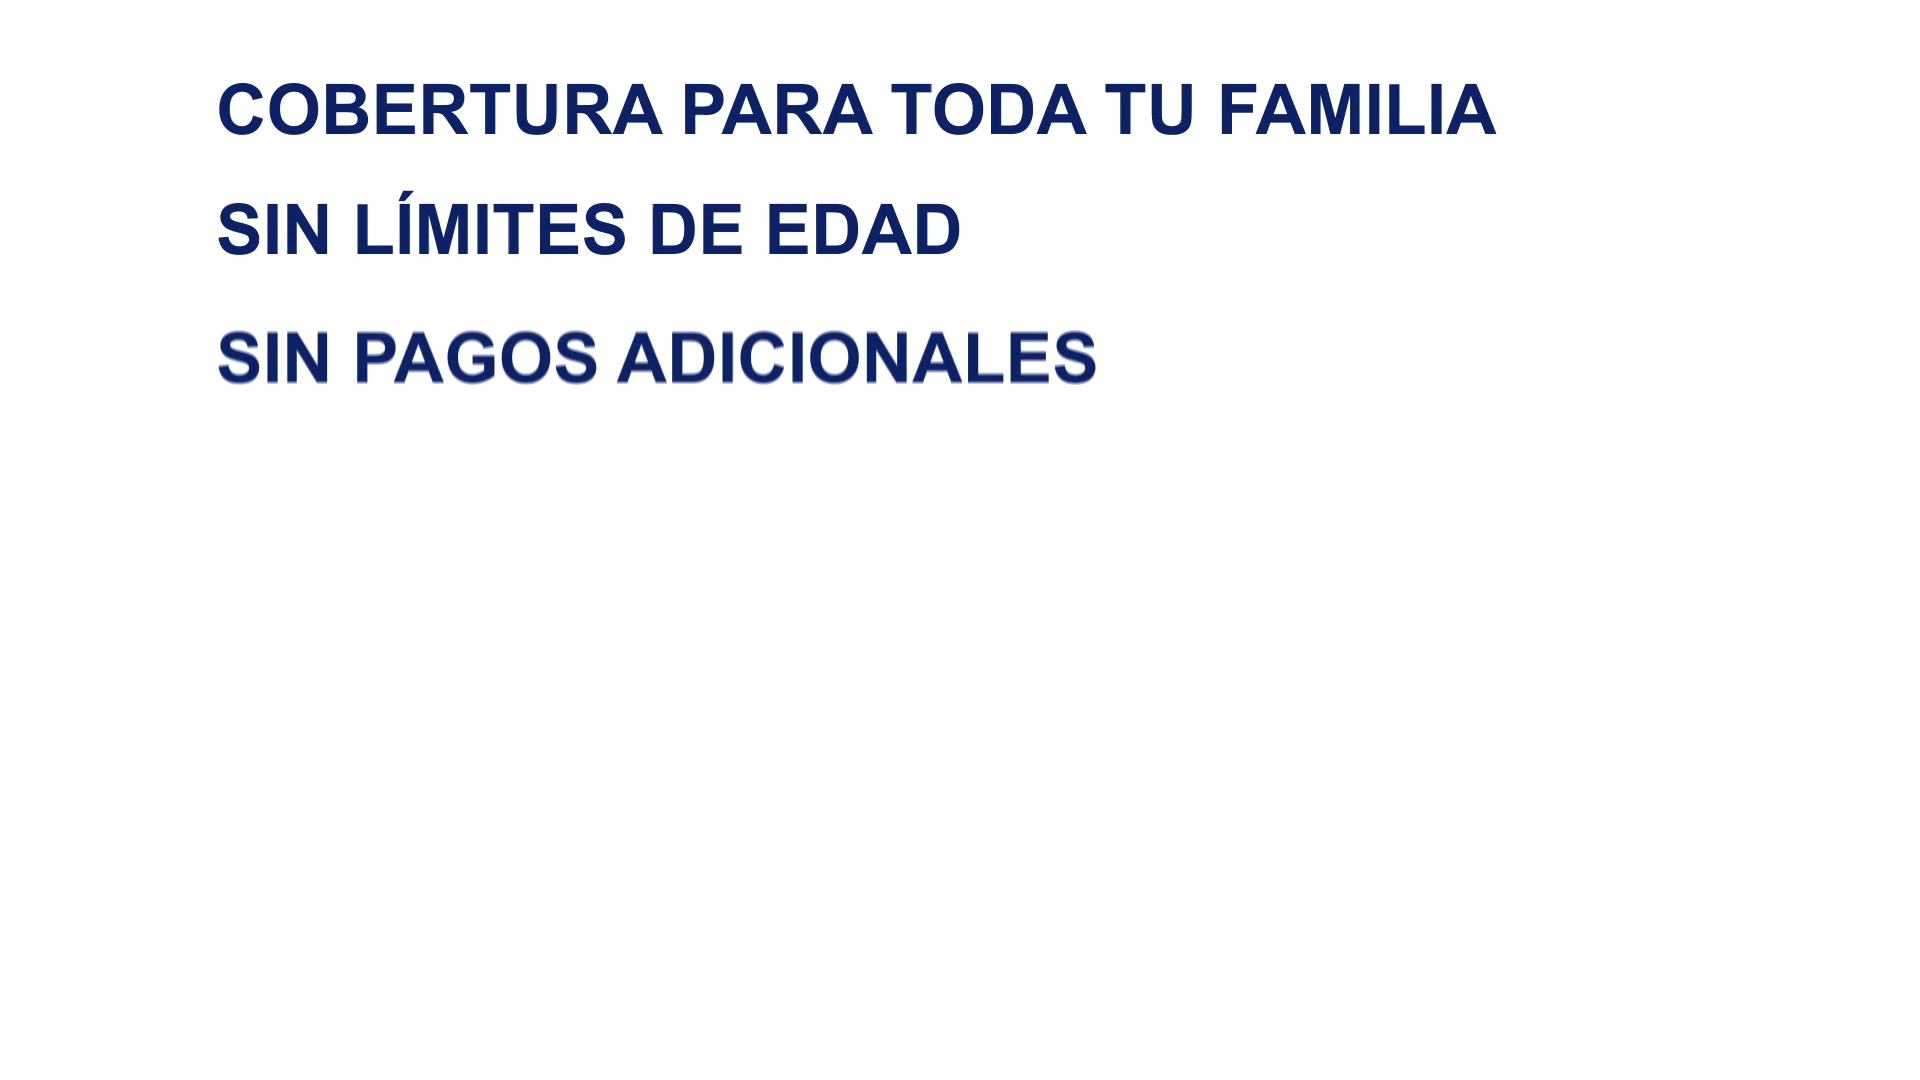 COBERTURA PARA TODA TU FAMILIA
SIN LÍMITES DE EDAD
SIN PAGOS ADICIONALES